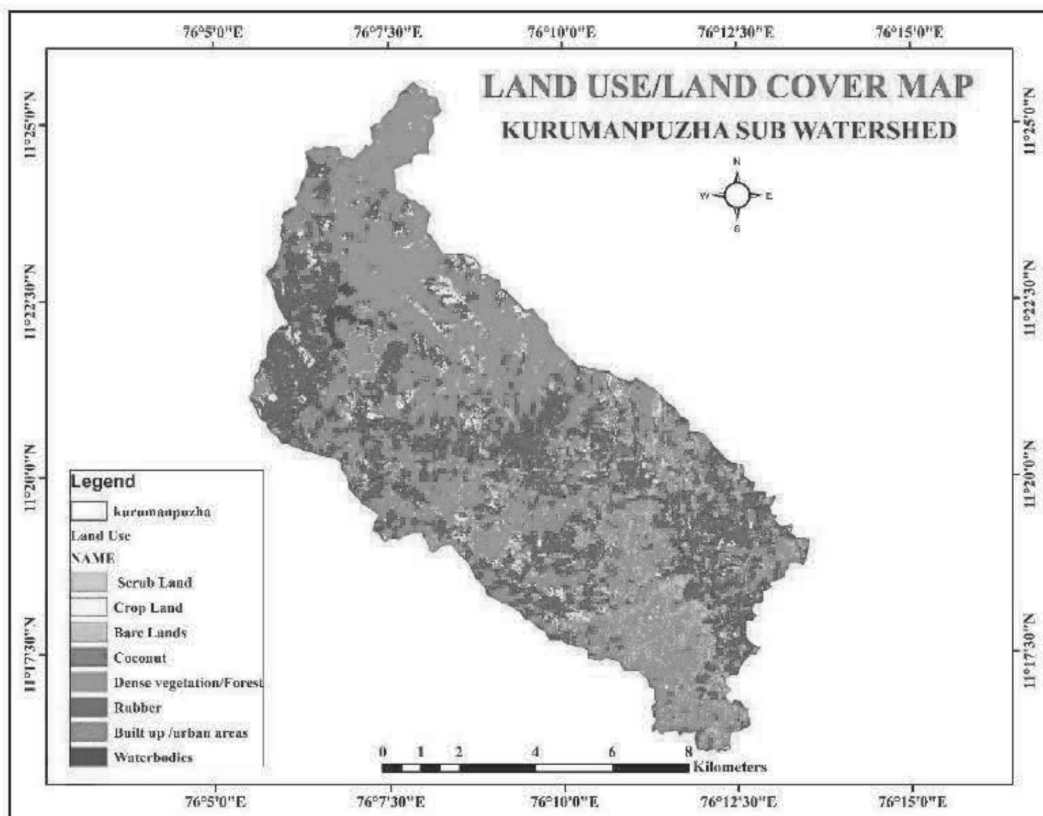 76°5'0"E 76°7'30"E 76°10'0"E 76°12'30"E 76°15'0"E
LAND USE/LAND COVER MAP
KURUMANPUZHA SUB WATERSHED
N
W E
S
11°25'0"N 11°25'0"N
11°22'30"N 11°22'30"N
11°20'0"N 11°20'0"N
11°17'30"N 11°17'30"N
Legend
kurumanpuzha
Land Use
NAME
Scrub Land
Crop Land
Bare Lands
Coconut
Dense vegetation/Forest
Rubber
Built up /urban areas
Waterbodies
0 1 2 4 6 8
Kilometers
76°5'0"E 76°7'30"E 76°10'0"E 76°12'30"E 76°15'0"E